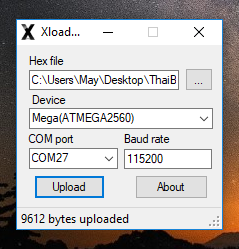 Xload...
Hex file
C:\Users\May\Desktop\ThaiB
...
Device
Mega(ATMEGA2560)
COM port
Baud rate
COM27
115200
Upload
About
9612 bytes uploaded